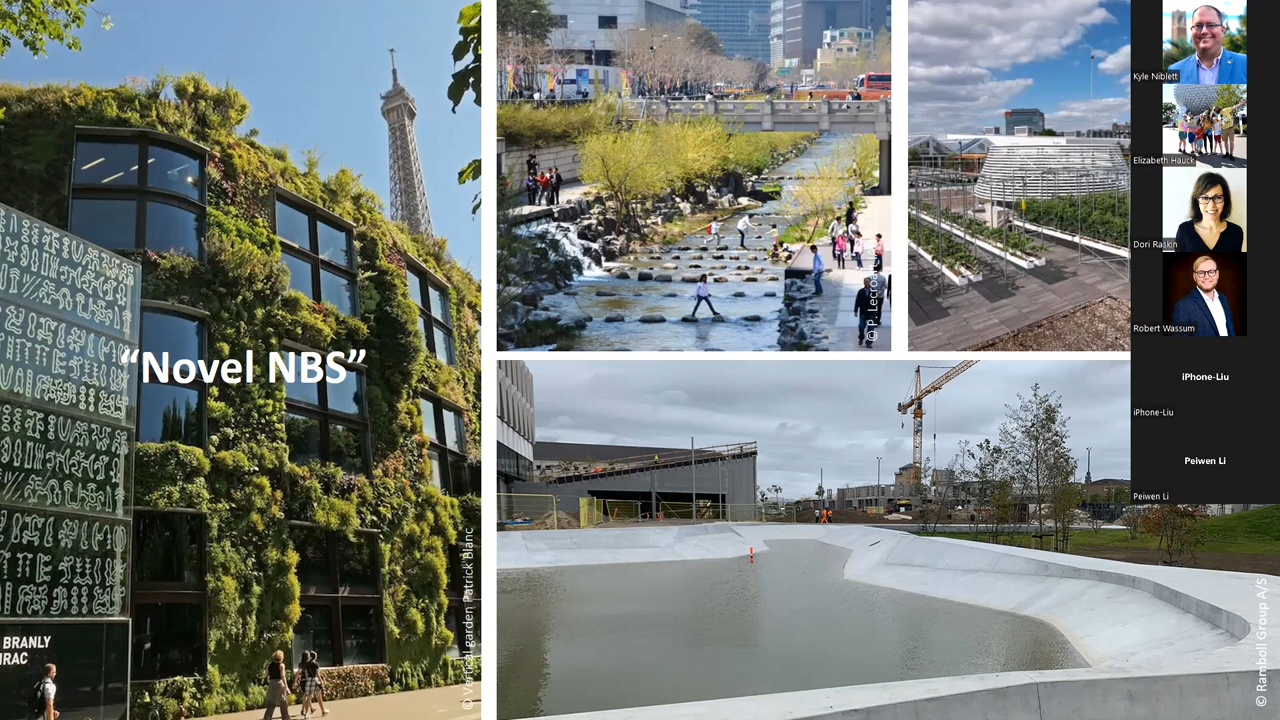 “Novel NBS”
BRANLY
IRAC
© Vertical garden Patrick Blanc
© P. Lecroa
© Ramboll Group A/S
Kyle Niblett
Elizabeth Hauck
Dori Raskin
Robert Wassum
iPhone-Liu
iPhone-Liu
Peiwen Li
Peiwen Li